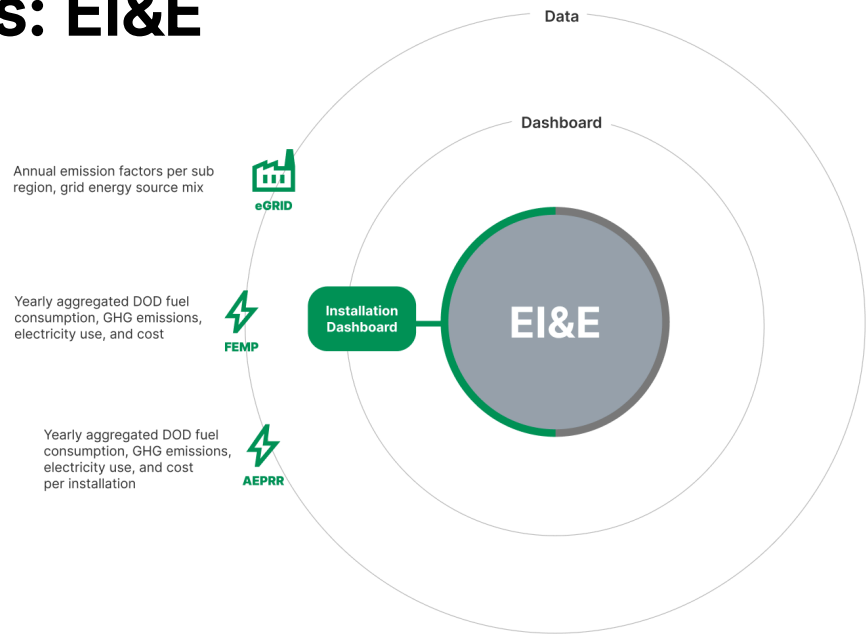 s: EI&E
Data
Dashboard
Annual emission factors per sub
region, grid energy source mix
eGRID
Yearly aggregated DOD fuel
consumption, GHG emissions,
electricity use, and cost
FEMP
Installation
Dashboard
EI&E
Yearly aggregated DOD fuel
consumption, GHG emissions,
electricity use, and cost
per installation
AEPRR